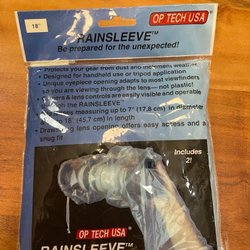 18"
OP TECH USA®
RAINSLEEVE™
Be prepared for the unexpected!
Protects your gear from dust and inclement weather
• Designed for handheld use or tripod application
• Unique eyepiece opening adapts to most viewfinders
so you are viewing through the lens—not plastic!
• Camera & lens controls are easily visible and operable
through the RAINSLEEVE™
lenses measuring up to 7" (17,8 cm) in diameter
to 18" (45,7 cm) in length
• Drawstring lens opening offers easy access and a
snug fit
Includes
2!
OP TECH USA®
RAINSLEEVE™